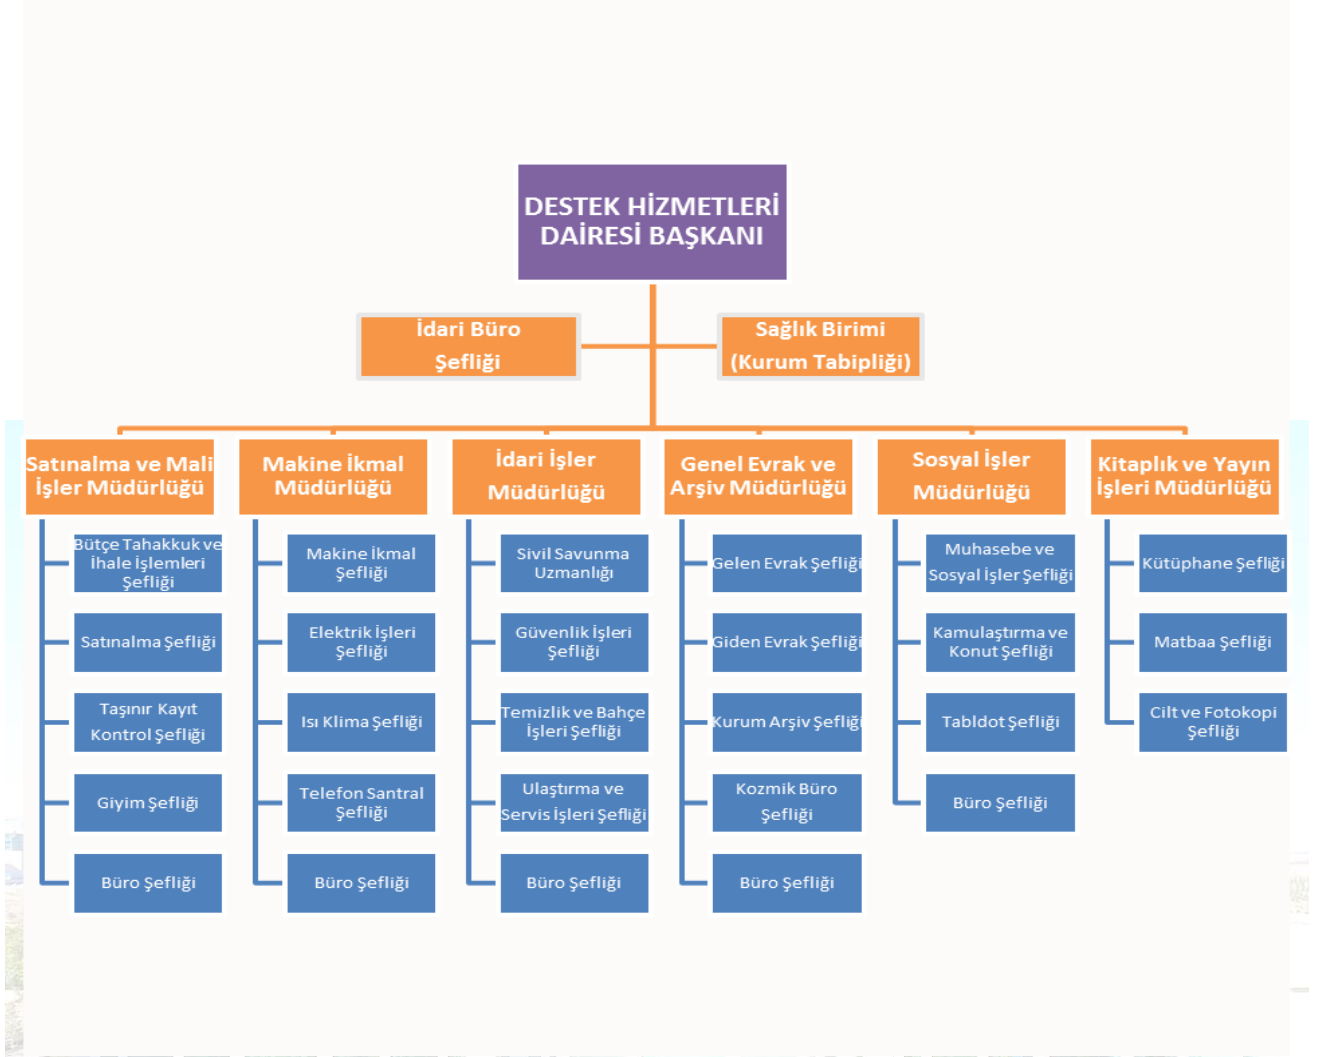 DESTEK HİZMETLERİ
DAİRESİ BAŞKANI
İdari Büro
Şefliği
Sağlık Birimi
(Kurum Tabipliği)
Satınalma ve Mali
İşler Müdürlüğü
Bütçe Tahakkuk ve
İhale İşlemleri
Şefliği
Satınalma Şefliği
Taşınır Kayıt
Kontrol Şefliği
Giyim Şefliği
Büro Şefliği
Makine İkmal
Müdürlüğü
Makine İkmal
Şefliği
Elektrik İşleri
Şefliği
Isı Klima Şefliği
Telefon Santral
Şefliği
Büro Şefliği
İdari İşler
Müdürlüğü
Sivil Savunma
Uzmanlığı
Güvenlik İşleri
Şefliği
Temizlik ve Bahçe
İşleri Şefliği
Ulaştırma ve
Servis İşleri Şefliği
Büro Şefliği
Genel Evrak ve
Arşiv Müdürlüğü
Gelen Evrak Şefliği
Giden Evrak Şefliği
Kurum Arşiv Şefliği
Kozmik Büro
Şefliği
Büro Şefliği
Sosyal İşler
Müdürlüğü
Muhasebe ve
Sosyal İşler Şefliği
Kamulaştırma ve
Konut Şefliği
Tabldot Şefliği
Büro Şefliği
Kitaplık ve Yayın
İşleri Müdürlüğü
Kütüphane Şefliği
Matbaa Şefliği
Cilt ve Fotokopi
Şefliği